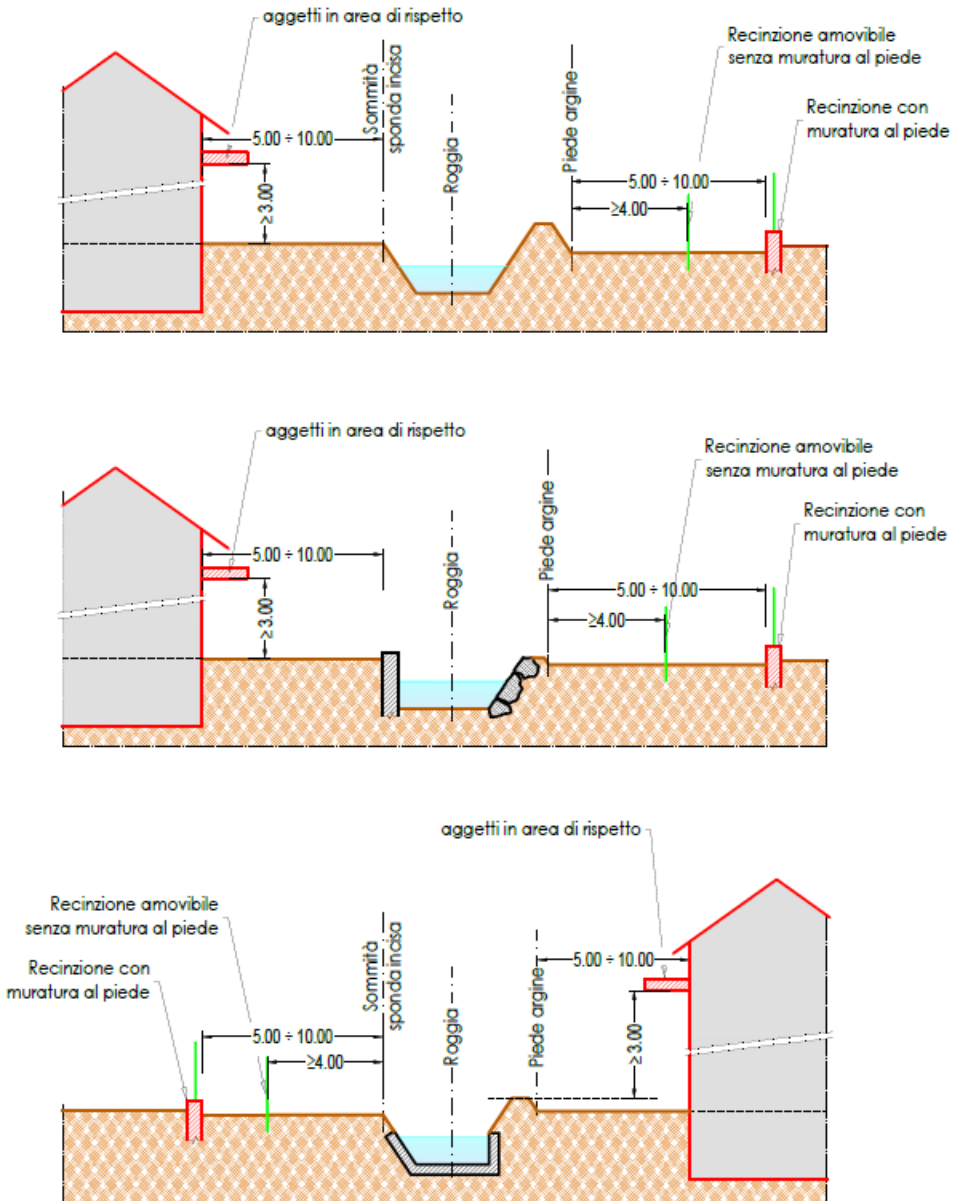 aggetti in area di rispetto
5.00 ÷ 10.00
≥3.00
Sommità
sponda incisa
Roggia
Piede argine
Recinzione amovibile
senza muratura al piede
Recinzione con
muratura al piede
5.00 ÷ 10.00
≥4.00
aggetti in area di rispetto
5.00 ÷ 10.00
≥3.00
Roggia
Piede argine
Recinzione amovibile
senza muratura al piede
Recinzione con
muratura al piede
5.00 ÷ 10.00
≥4.00
aggetti in area di rispetto
Recinzione amovibile
senza muratura al piede
Recinzione con
muratura al piede
5.00 ÷ 10.00
≥4.00
Sommità
sponda incisa
Roggia
Piede argine
5.00 ÷ 10.00
≥3.00